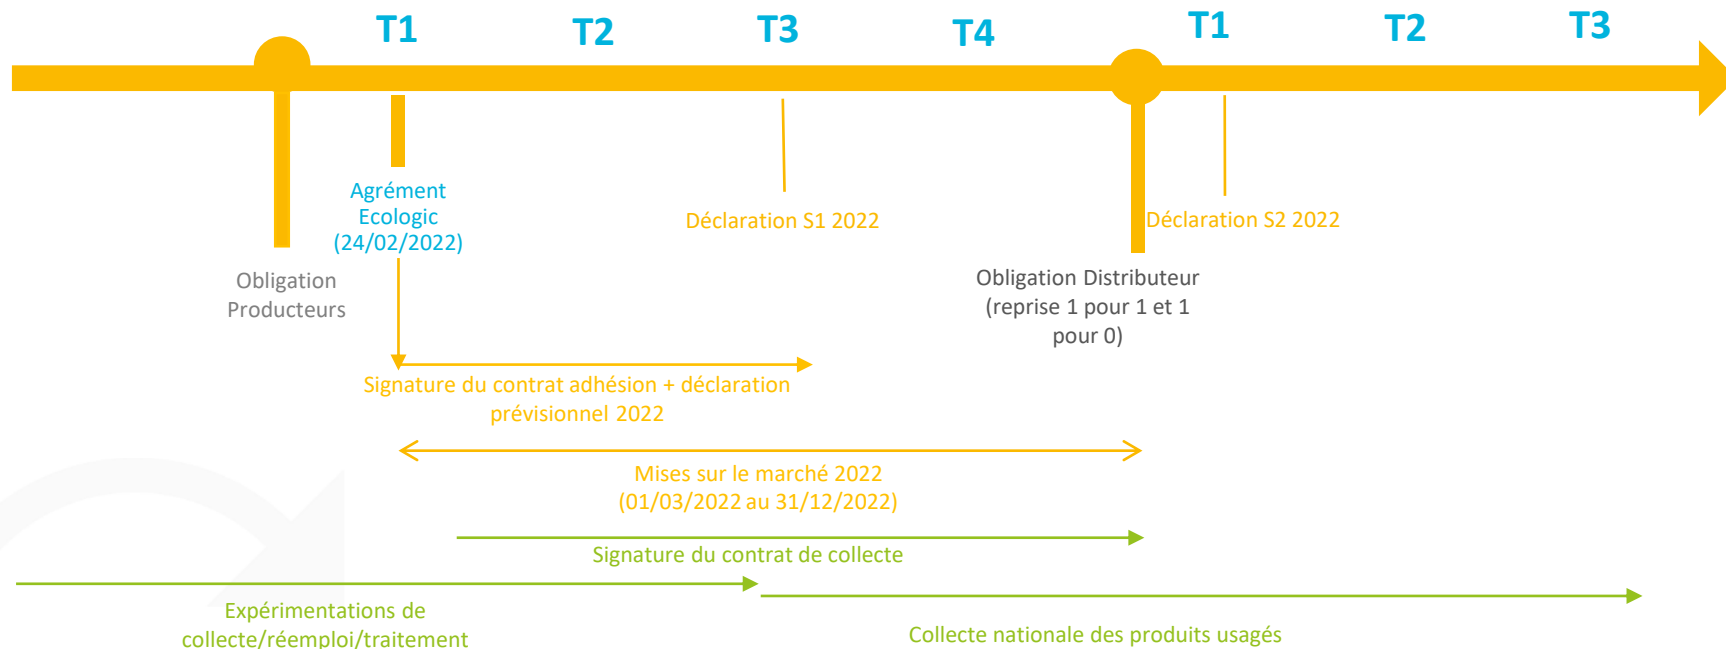 T1
T2
T3
T4
T1
T2
T3
Agrément
Ecologic
(24/02/2022)
Déclaration S1 2022
Déclaration S2 2022
Obligation
Producteurs
Obligation Distributeur
(reprise 1 pour 1 et 1
pour 0)
Signature du contrat adhésion + déclaration
prévisionnel 2022
Mises sur le marché 2022
(01/03/2022 au 31/12/2022)
Signature du contrat de collecte
Expérimentations de
collecte/réemploi/traitement
Collecte nationale des produits usagés